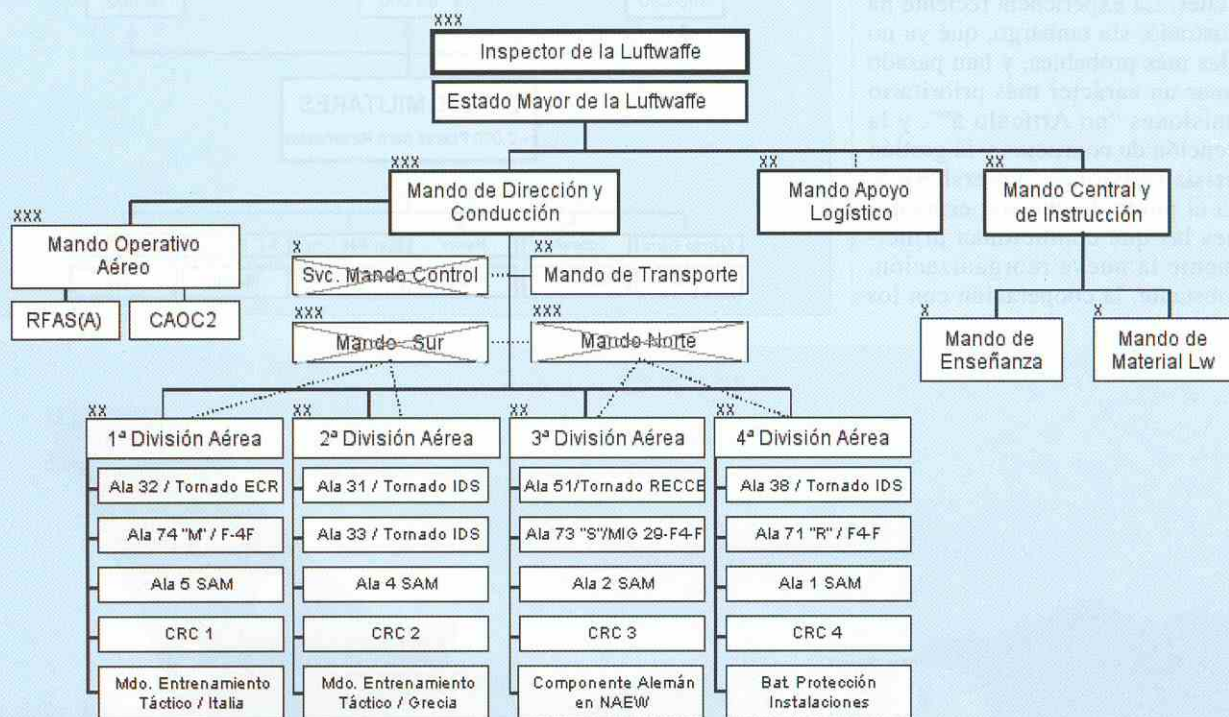 XXX
Inspector de la Luftwaffe
Estado Mayor de la Luftwaffe
XXX
Mando de Dirección y
Conducción
XX
Mando Apoyo
Logístico
XX
Mando Central y
de Instrucción
XXX
Mando Operativo
Aéreo
RFAS(A)
CAOC2
X
Svc. Mando Control
XX
Mando de Transporte
XXX
Mando Sur
XXX
Mando Norte
X
Mando de
Enseñanza
X
Mando de
Material Lw
XX
1ª División Aérea
Ala 32 / Tornado ECR
Ala 74 "M" / F-4F
Ala 5 SAM
CRC 1
Mdo. Entrenamiento
Táctico / Italia
XX
2ª División Aérea
Ala 31 / Tornado IDS
Ala 33 / Tornado IDS
Ala 4 SAM
CRC 2
Mdo. Entrenamiento
Táctico / Grecia
XX
3ª División Aérea
Ala 51/Tornado RECCE
Ala 73 "S"/MIG 29-F4-F
Ala 2 SAM
CRC 3
Componente Alemán
en NAEW
XX
4ª División Aérea
Ala 38 / Tornado IDS
Ala 71 "R" / F4-F
Ala 1 SAM
CRC 4
Bat. Protección
Instalaciones